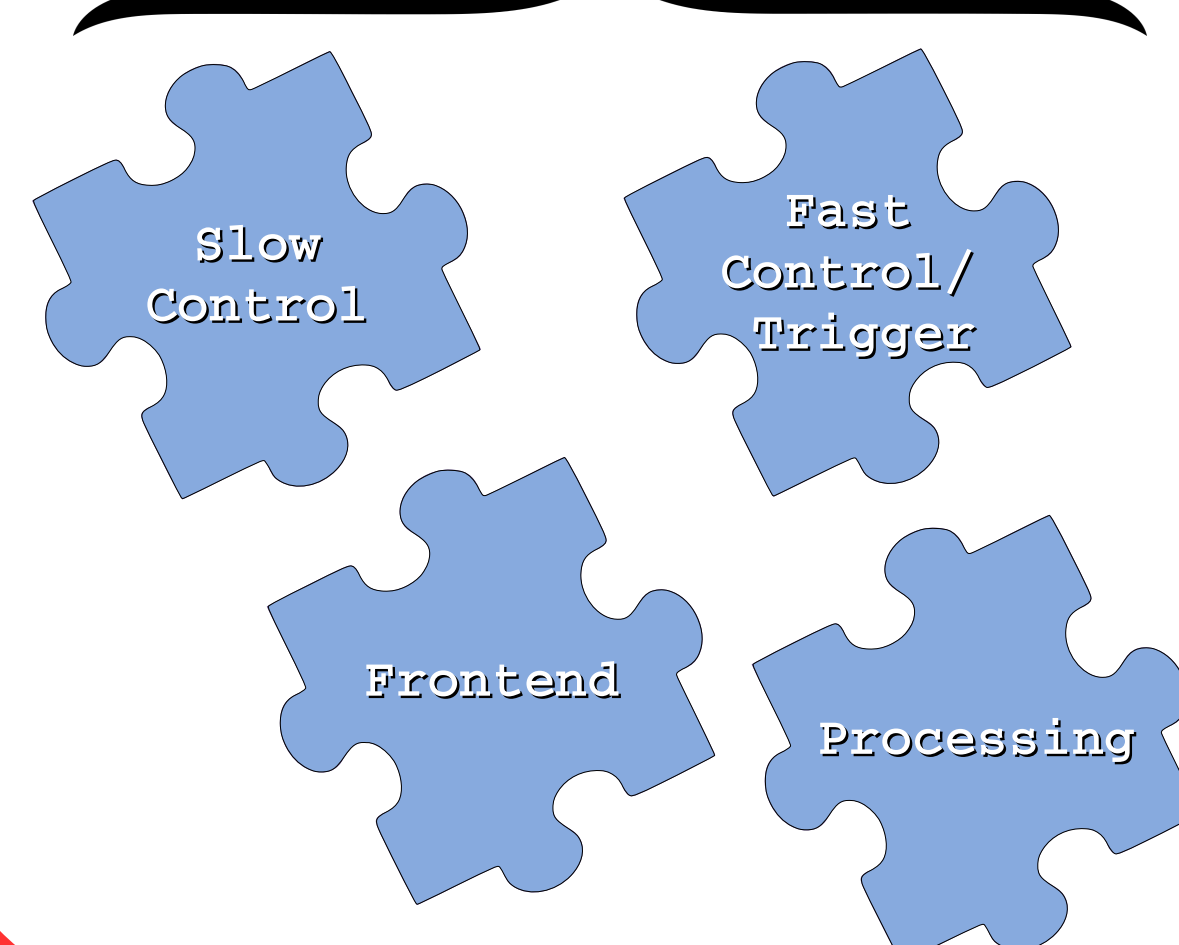 Slow
Control
Fast
Control/
Trigger
Frontend
Processing